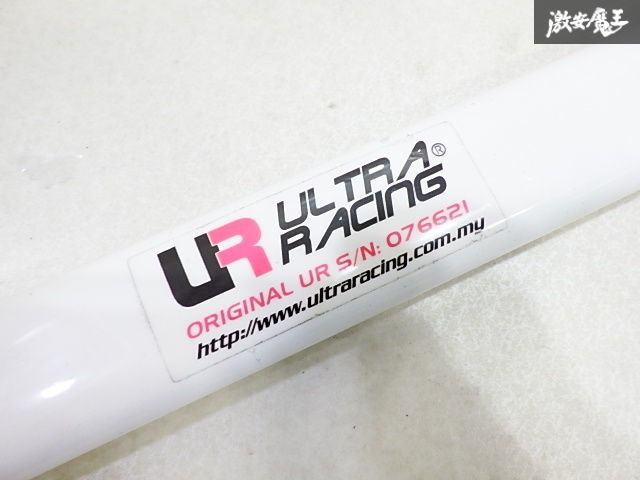 激安魔王
UR ULTRA®
RACING
ORIGINAL UR S/N: 076621
http://www.ultraracing.com.my